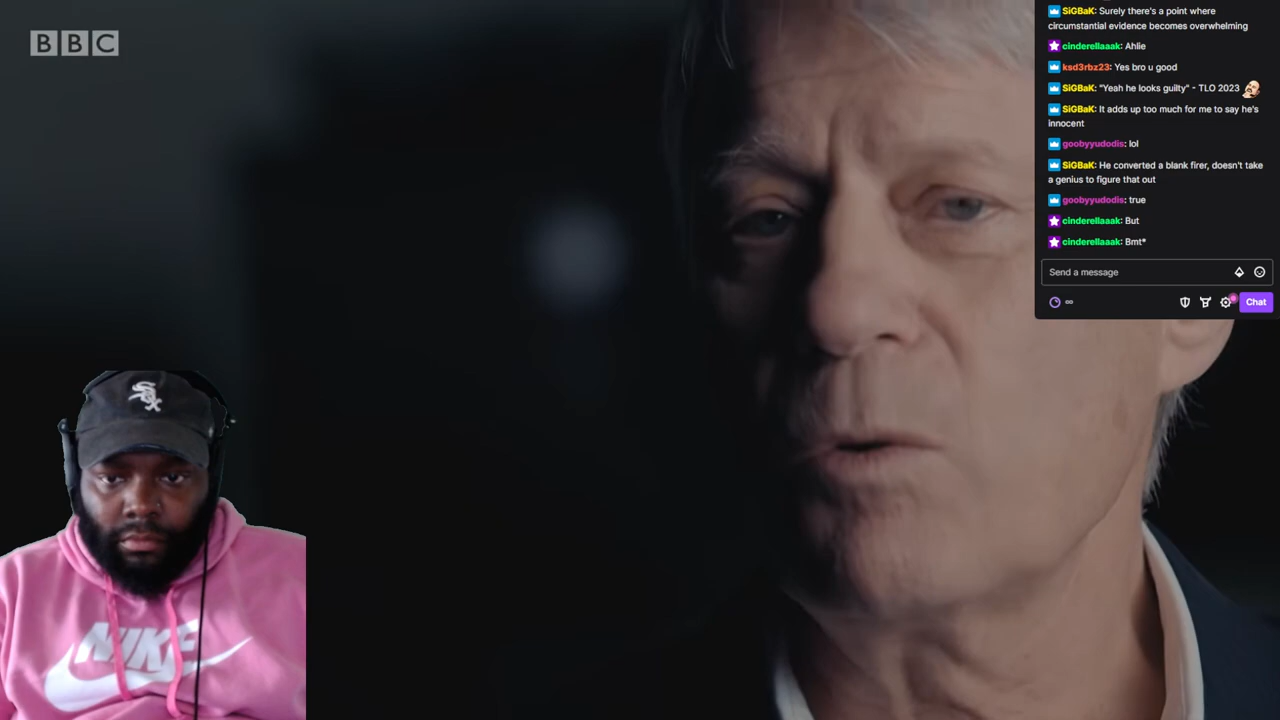 BBC
SiGBaK: Surely there's a point where
circumstantial evidence becomes overwhelming
cinderellaaak: Ahlie
ksd3rbz23: Yes bro u good
SiGBaK: "Yeah he looks guilty" - TLO 2023
SiGBaK: It adds up too much for me to say he's
innocent
goobyyudodis: lol
SiGBaK: He converted a blank firer, doesn't take
a genius to figure that out
goobyyudodis: true
cinderellaaak: But
cinderellaaak: Bmt*
Send a message
∞
Chat
Sox
NIKE